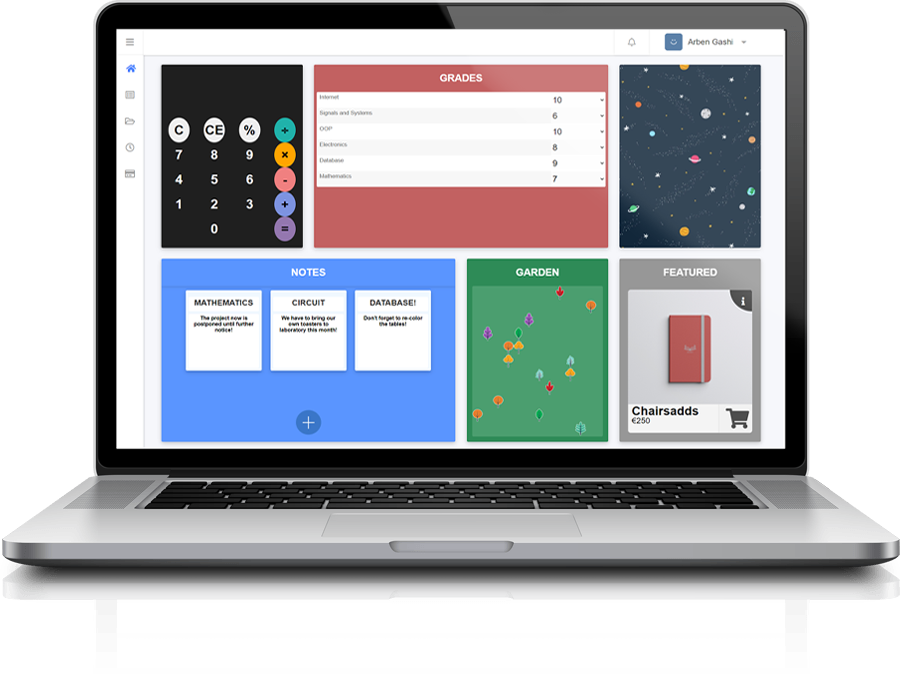 Arben Gashi
C CE % ÷
7 8 9 ×
4 5 6 -
1 2 3 +
0 =
GRADES
Internet 10
Signals and Systems 6
OOP 10
Electronics 8
Database 9
Mathematics 7
NOTES
MATHEMATICS
The project now is
postponed until further
notice!
CIRCUIT
We have to bring our
own toasters to
laboratory this month!
DATABASE!
Don't forget to re-color
the tables!
+
GARDEN
FEATURED
i
Chairsadds
€250